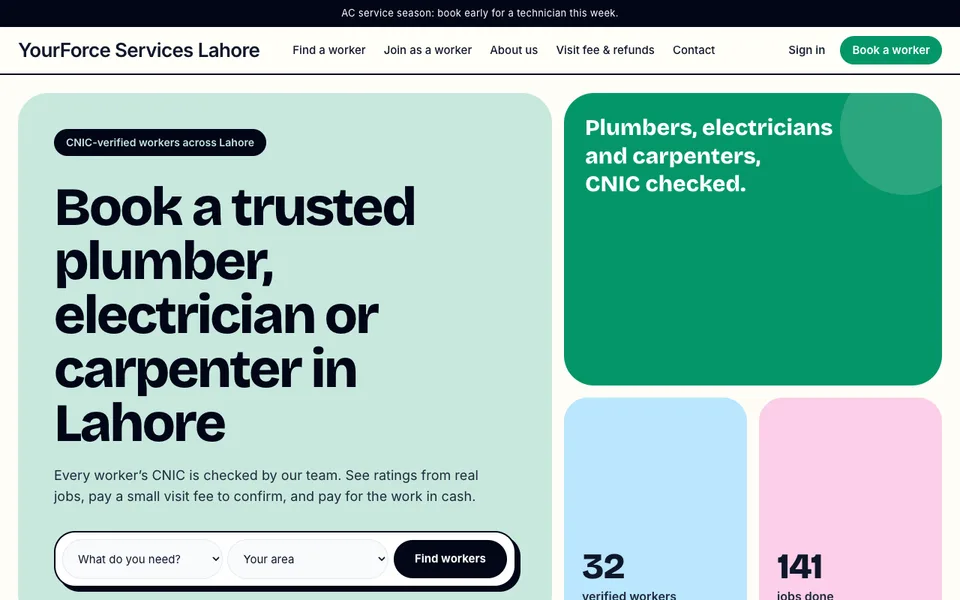 AC service season: book early for a technician this week.
YourForce Services Lahore
Find a worker
Join as a worker
About us
Visit fee & refunds
Contact
Sign in
Book a worker
CNIC-verified workers across Lahore
Book a trusted
plumber,
electrician or
carpenter in
Lahore
Every worker’s CNIC is checked by our team. See ratings from real
jobs, pay a small visit fee to confirm, and pay for the work in cash.
What do you need?
Your area
Find workers
Plumbers, electricians
and carpenters,
CNIC checked.
32
verified workers
141
jobs done